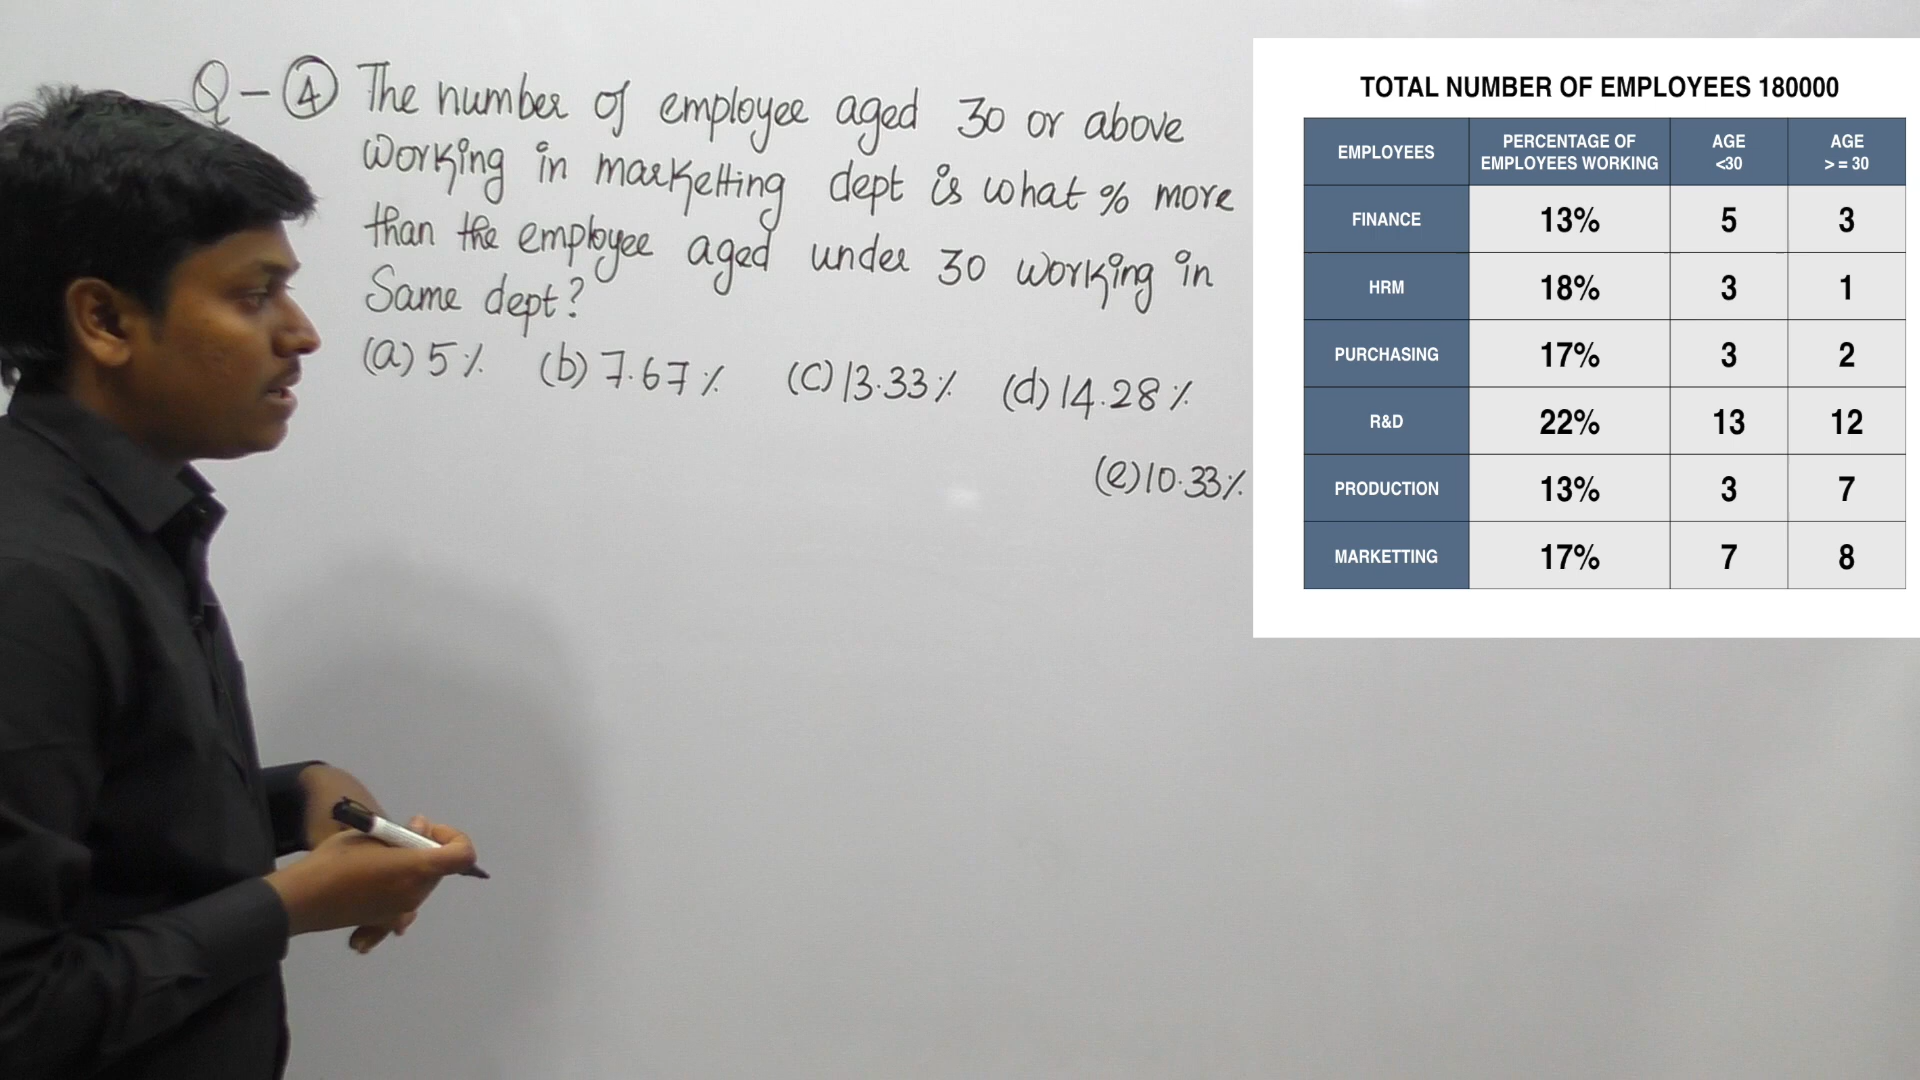 Q - 4 The number of employee aged 30 or above
working in marketting dept is what % more
than the employee aged under 30 working in
Same dept?
(a) 5% (b) 7.67% (c) 13.33% (d) 14.28%
(e) 10.33%
TOTAL NUMBER OF EMPLOYEES 180000
EMPLOYEES PERCENTAGE OF EMPLOYEES WORKING AGE <30 AGE > = 30
FINANCE 13% 5 3
HRM 18% 3 1
PURCHASING 17% 3 2
R&D 22% 13 12
PRODUCTION 13% 3 7
MARKETTING 17% 7 8